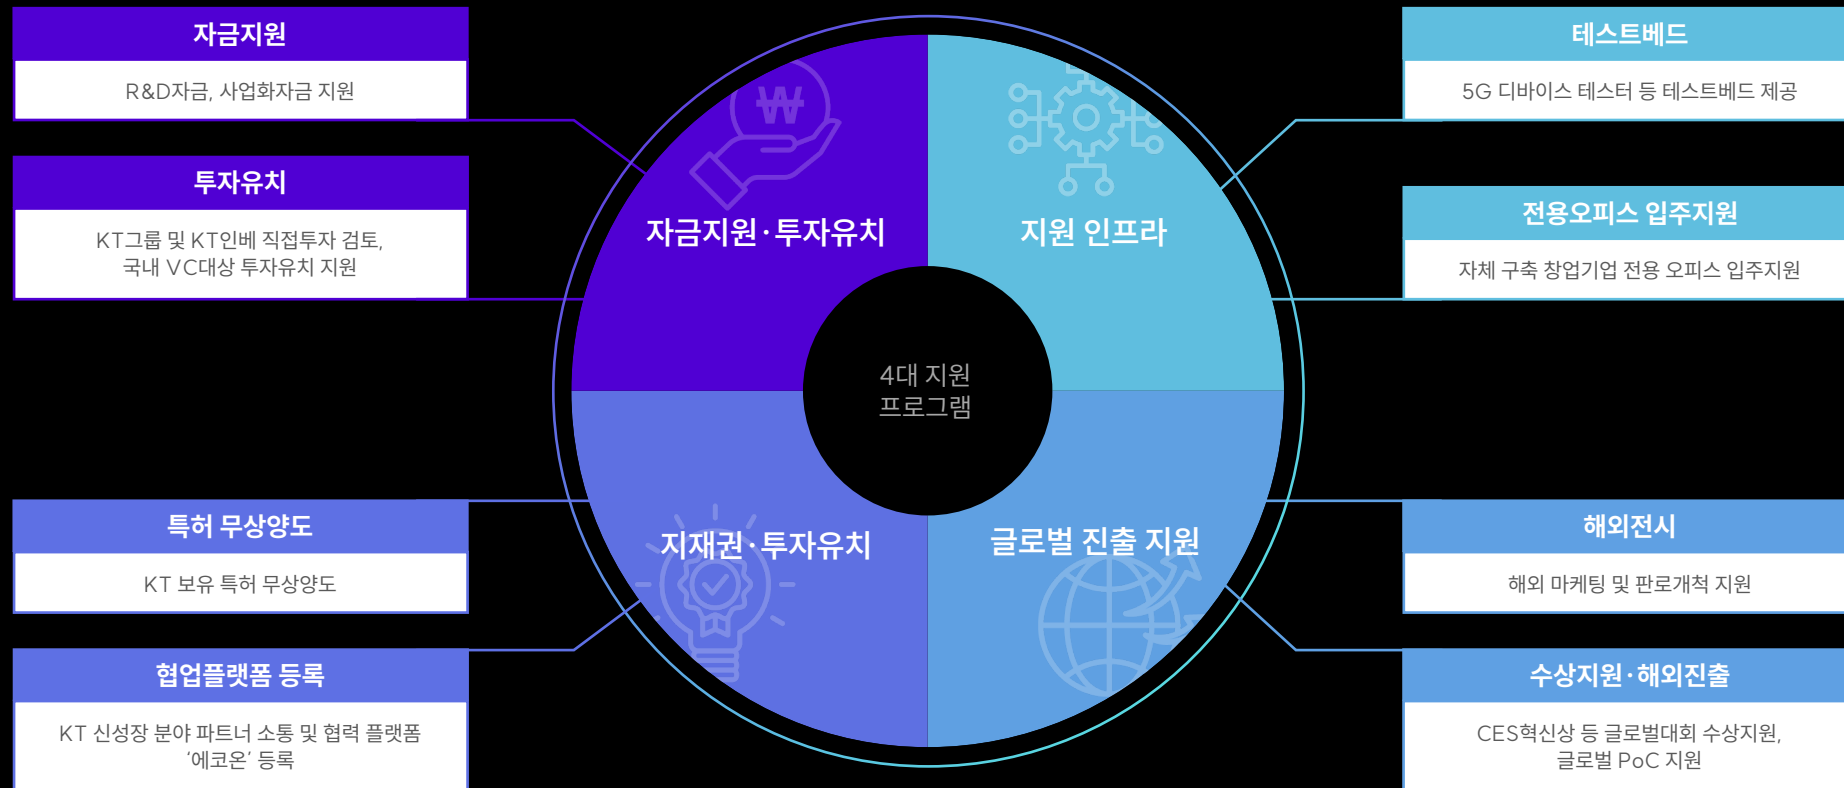 자금지원
R&D자금, 사업화자금 지원
투자유치
KT그룹 및 KT인베 직접투자 검토,
국내 VC대상 투자유치 지원
특허 무상양도
KT 보유 특허 무상양도
협업플랫폼 등록
KT 신성장 분야 파트너 소통 및 협력 플랫폼
‘에코온’ 등록
자금지원·투자유치
지원 인프라
4대 지원
프로그램
지재권·투자유치
글로벌 진출 지원
테스트베드
5G 디바이스 테스터 등 테스트베드 제공
전용오피스 입주지원
자체 구축 창업기업 전용 오피스 입주지원
해외전시
해외 마케팅 및 판로개척 지원
수상지원·해외진출
CES혁신상 등 글로벌대회 수상지원,
글로벌 PoC 지원